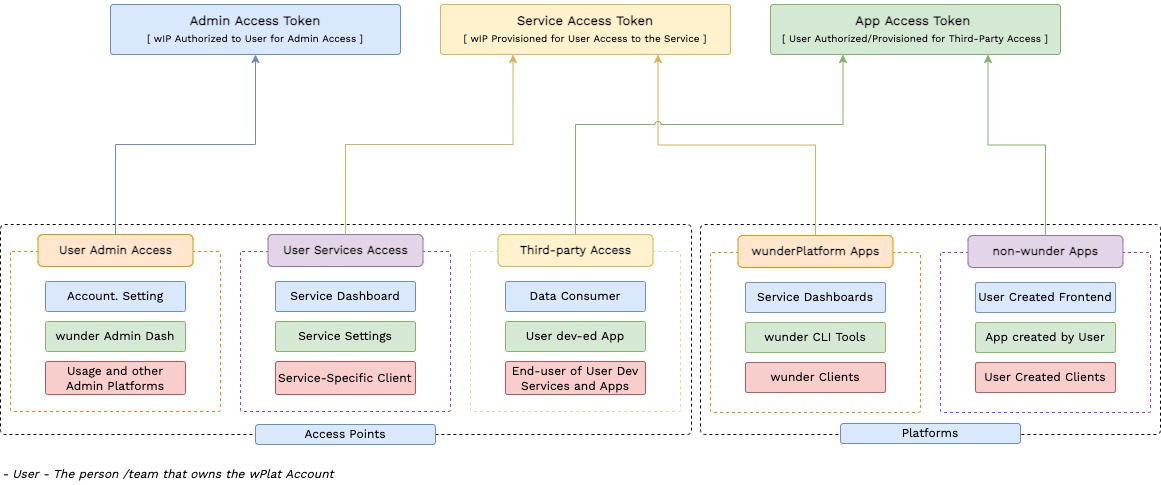 Admin Access Token
[ wIP Authorized to User for Admin Access ]
Service Access Token
[ wIP Provisioned for User Access to the Service ]
App Access Token
[ User Authorized/Provisioned for Third-Party Access ]
User Admin Access
Account. Setting
wunder Admin Dash
Usage and other
Admin Platforms
User Services Access
Service Dashboard
Service Settings
Service-Specific Client
Third-party Access
Data Consumer
User dev-ed App
End-user of User Dev
Services and Apps
Access Points
wunderPlatform Apps
Service Dashboards
wunder CLI Tools
wunder Clients
non-wunder Apps
User Created Frontend
App created by User
User Created Clients
Platforms
- User - The person /team that owns the wPlat Account